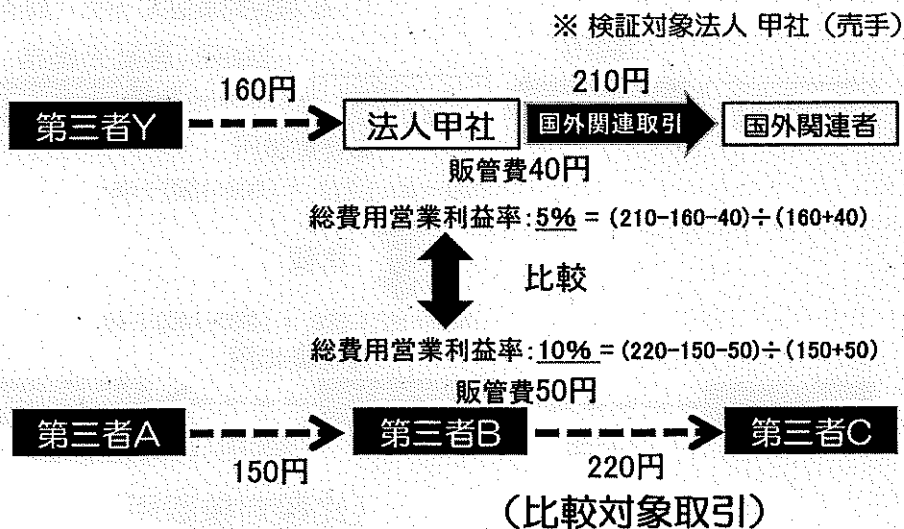 ※ 検証対象法人 甲社（売手）
160円
210円
第三者Y
法人甲社
国外関連取引
国外関連者
販管費40円
総費用営業利益率:5% = (210-160-40)÷(160+40)
比較
総費用営業利益率:10% = (220-150-50)÷(150+50)
販管費50円
第三者A
第三者B
第三者C
150円
220円
（比較対象取引）